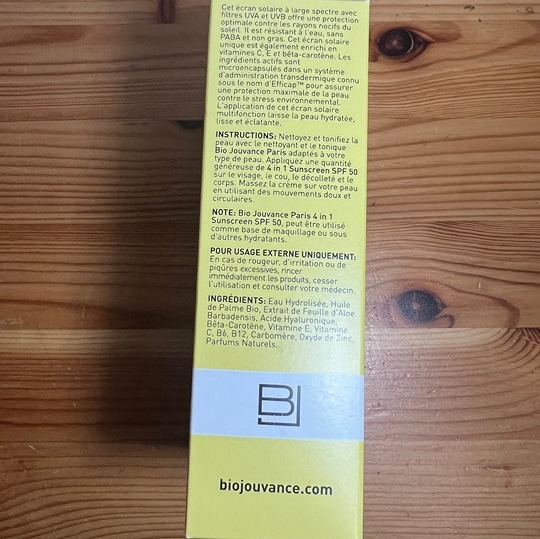 Cet écran solaire à large spectre avec
filtres UVA et UVB offre une protection
optimale contre les rayons nocifs du
soleil. Il est résistant à l'eau, sans
PABA et non gras. Cet écran solaire
unique est également enrichi en
vitamines C, E et bêta-carotène. Les
ingrédients actifs sont
microencapsulés dans un système
d'administration transdermique connu
sous le nom d'Efficap™ pour assurer
une protection maximale de la peau
contre le stress environnemental.
L'application de cet écran solaire
multifonction laisse la peau hydratée,
lisse et éclatante.
INSTRUCTIONS: Nettoyez et tonifiez la
peau avec le nettoyant et le tonique
Bio Jouvance Paris adaptés à votre
type de peau. Appliquez une quantité
généreuse de 4 in 1 Sunscreen SPF 50
sur le visage, le cou, le décolleté et le
corps. Massez la crème sur votre peau
en utilisant des mouvements doux et
circulaires.
NOTE: Bio Jouvance Paris 4 in 1
Sunscreen SPF 50, peut être utilisé
comme base de maquillage ou sous
d'autres hydratants.
POUR USAGE EXTERNE UNIQUEMENT:
En cas de rougeur, d'irritation ou de
piqûres excessives, rincer
immédiatement les produits, cesser
l'utilisation et consulter votre médecin.
INGRÉDIENTS: Eau Hydrolisée, Huile
de Palme Bio, Extrait de Feuille d'Aloe
Barbadensis, Acide Hyaluronique,
Bêta-Carotène, Vitamine E, Vitamine
C, B6, B12, Carbomère, Oxyde de Zinc,
Parfums Naturels.
BJ
biojouvance.com